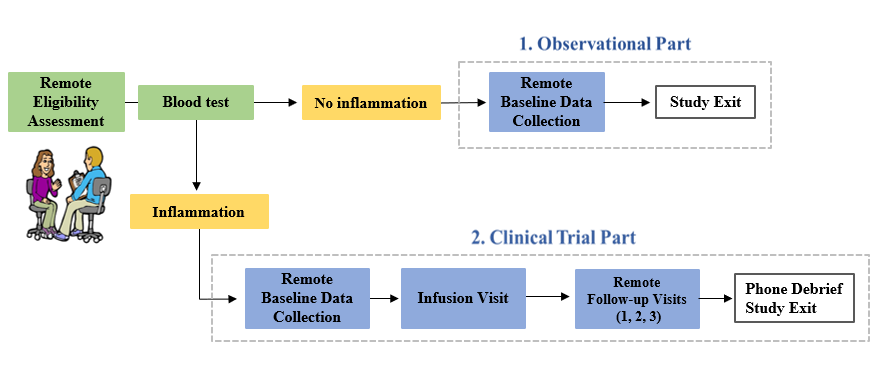 1. Observational Part
Remote
Eligibility
Assessment
Blood test
No inflammation
Remote
Baseline Data
Collection
Study Exit
Inflammation
2. Clinical Trial Part
Remote
Baseline Data
Collection
Infusion Visit
Remote
Follow-up Visits
(1, 2, 3)
Phone Debrief
Study Exit